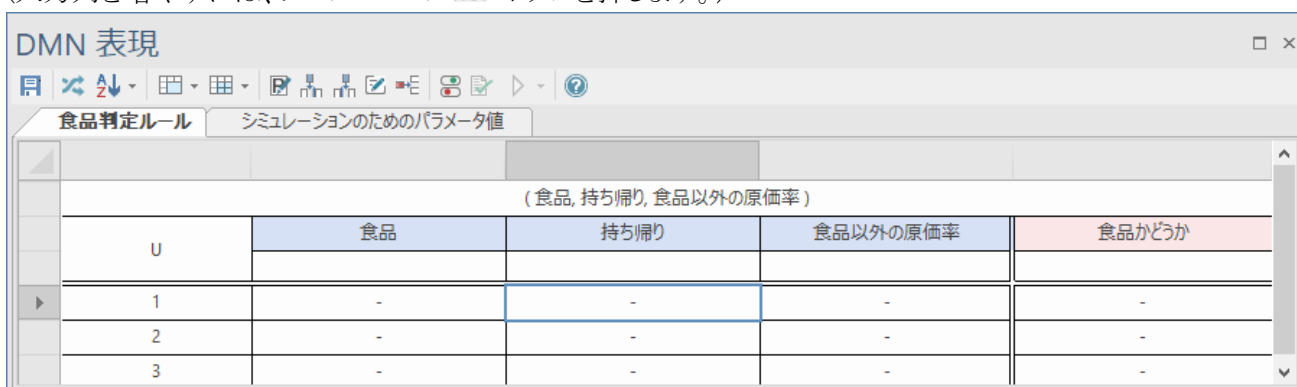 DMN 表現
食品判定ルール シミュレーションのためのパラメータ値
( 食品, 持ち帰り, 食品以外の原価率 )
U 食品 持ち帰り 食品以外の原価率 食品かどうか
1 - - - -
2 - - - -
3 - - - -